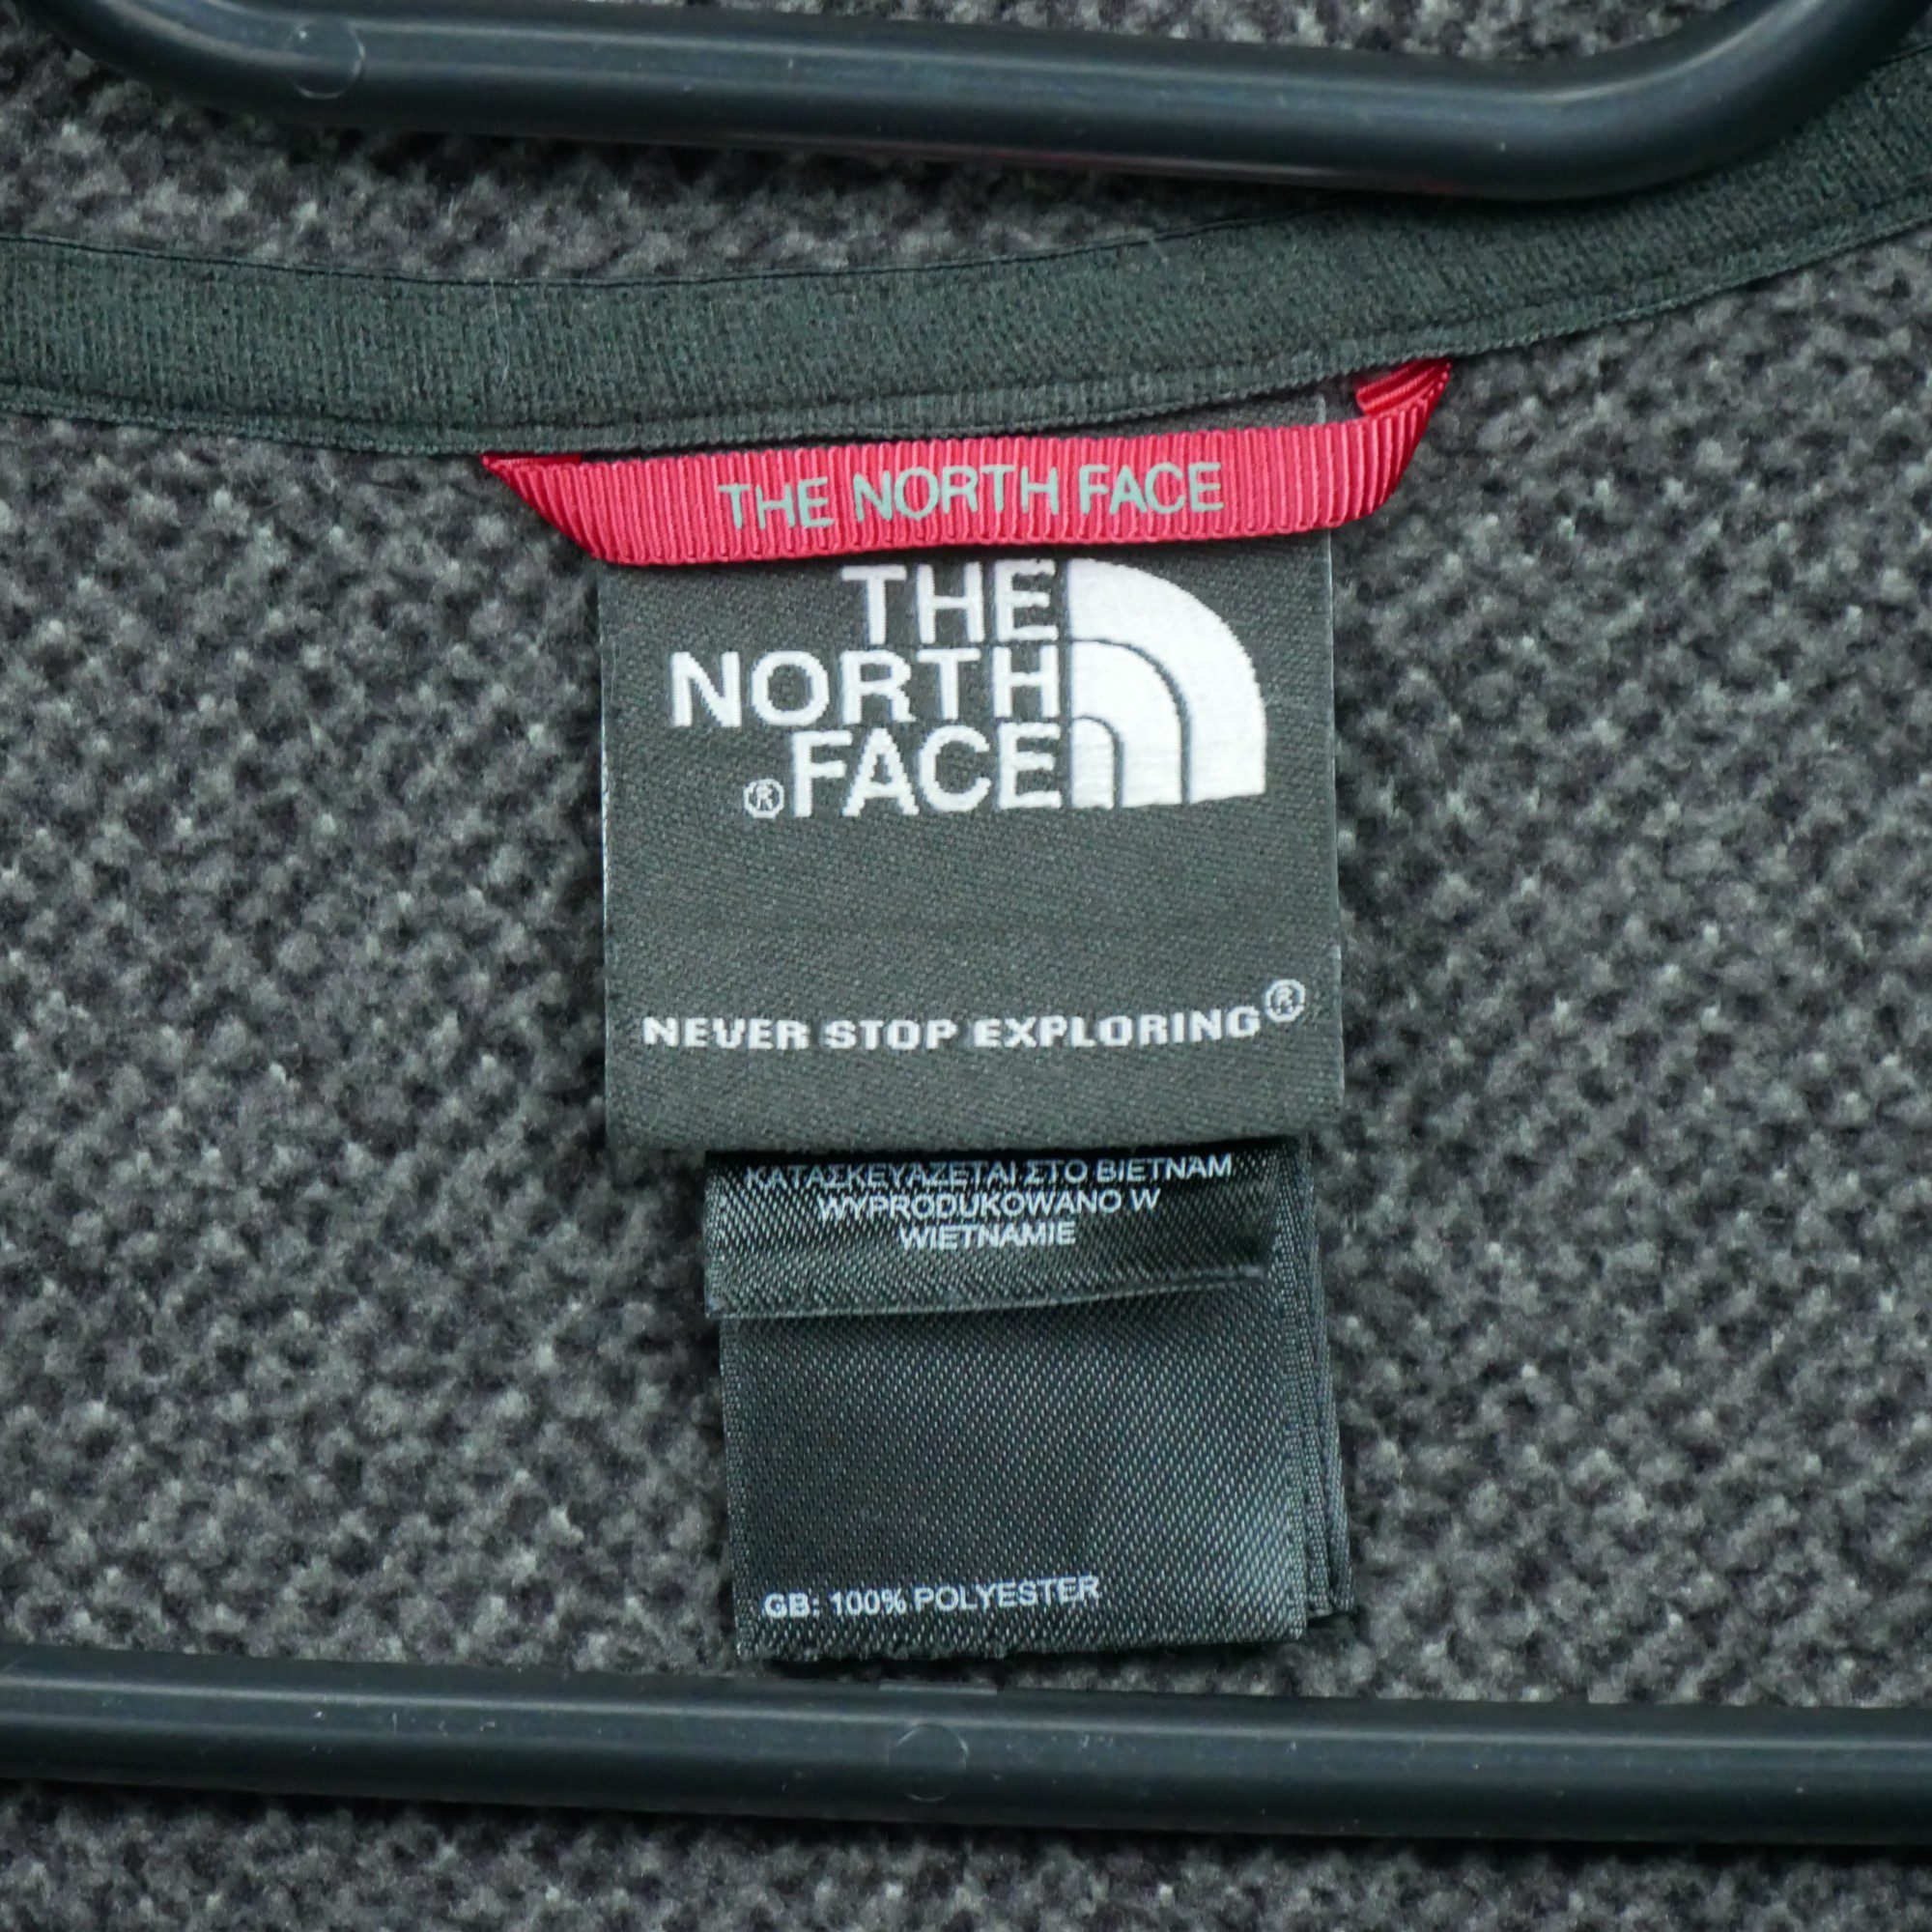 THE NORTH FACE
THE
NORTH
®FACE
NEVER STOP EXPLORING®
ΚΑΤΑΣΚΕΥΑΖΕΤΑΙ ΣΤΟ ΒΙΕΤΝΑΜ
WYPRODUKOWANO W
WIETNAMIE
GB: 100% POLYESTER